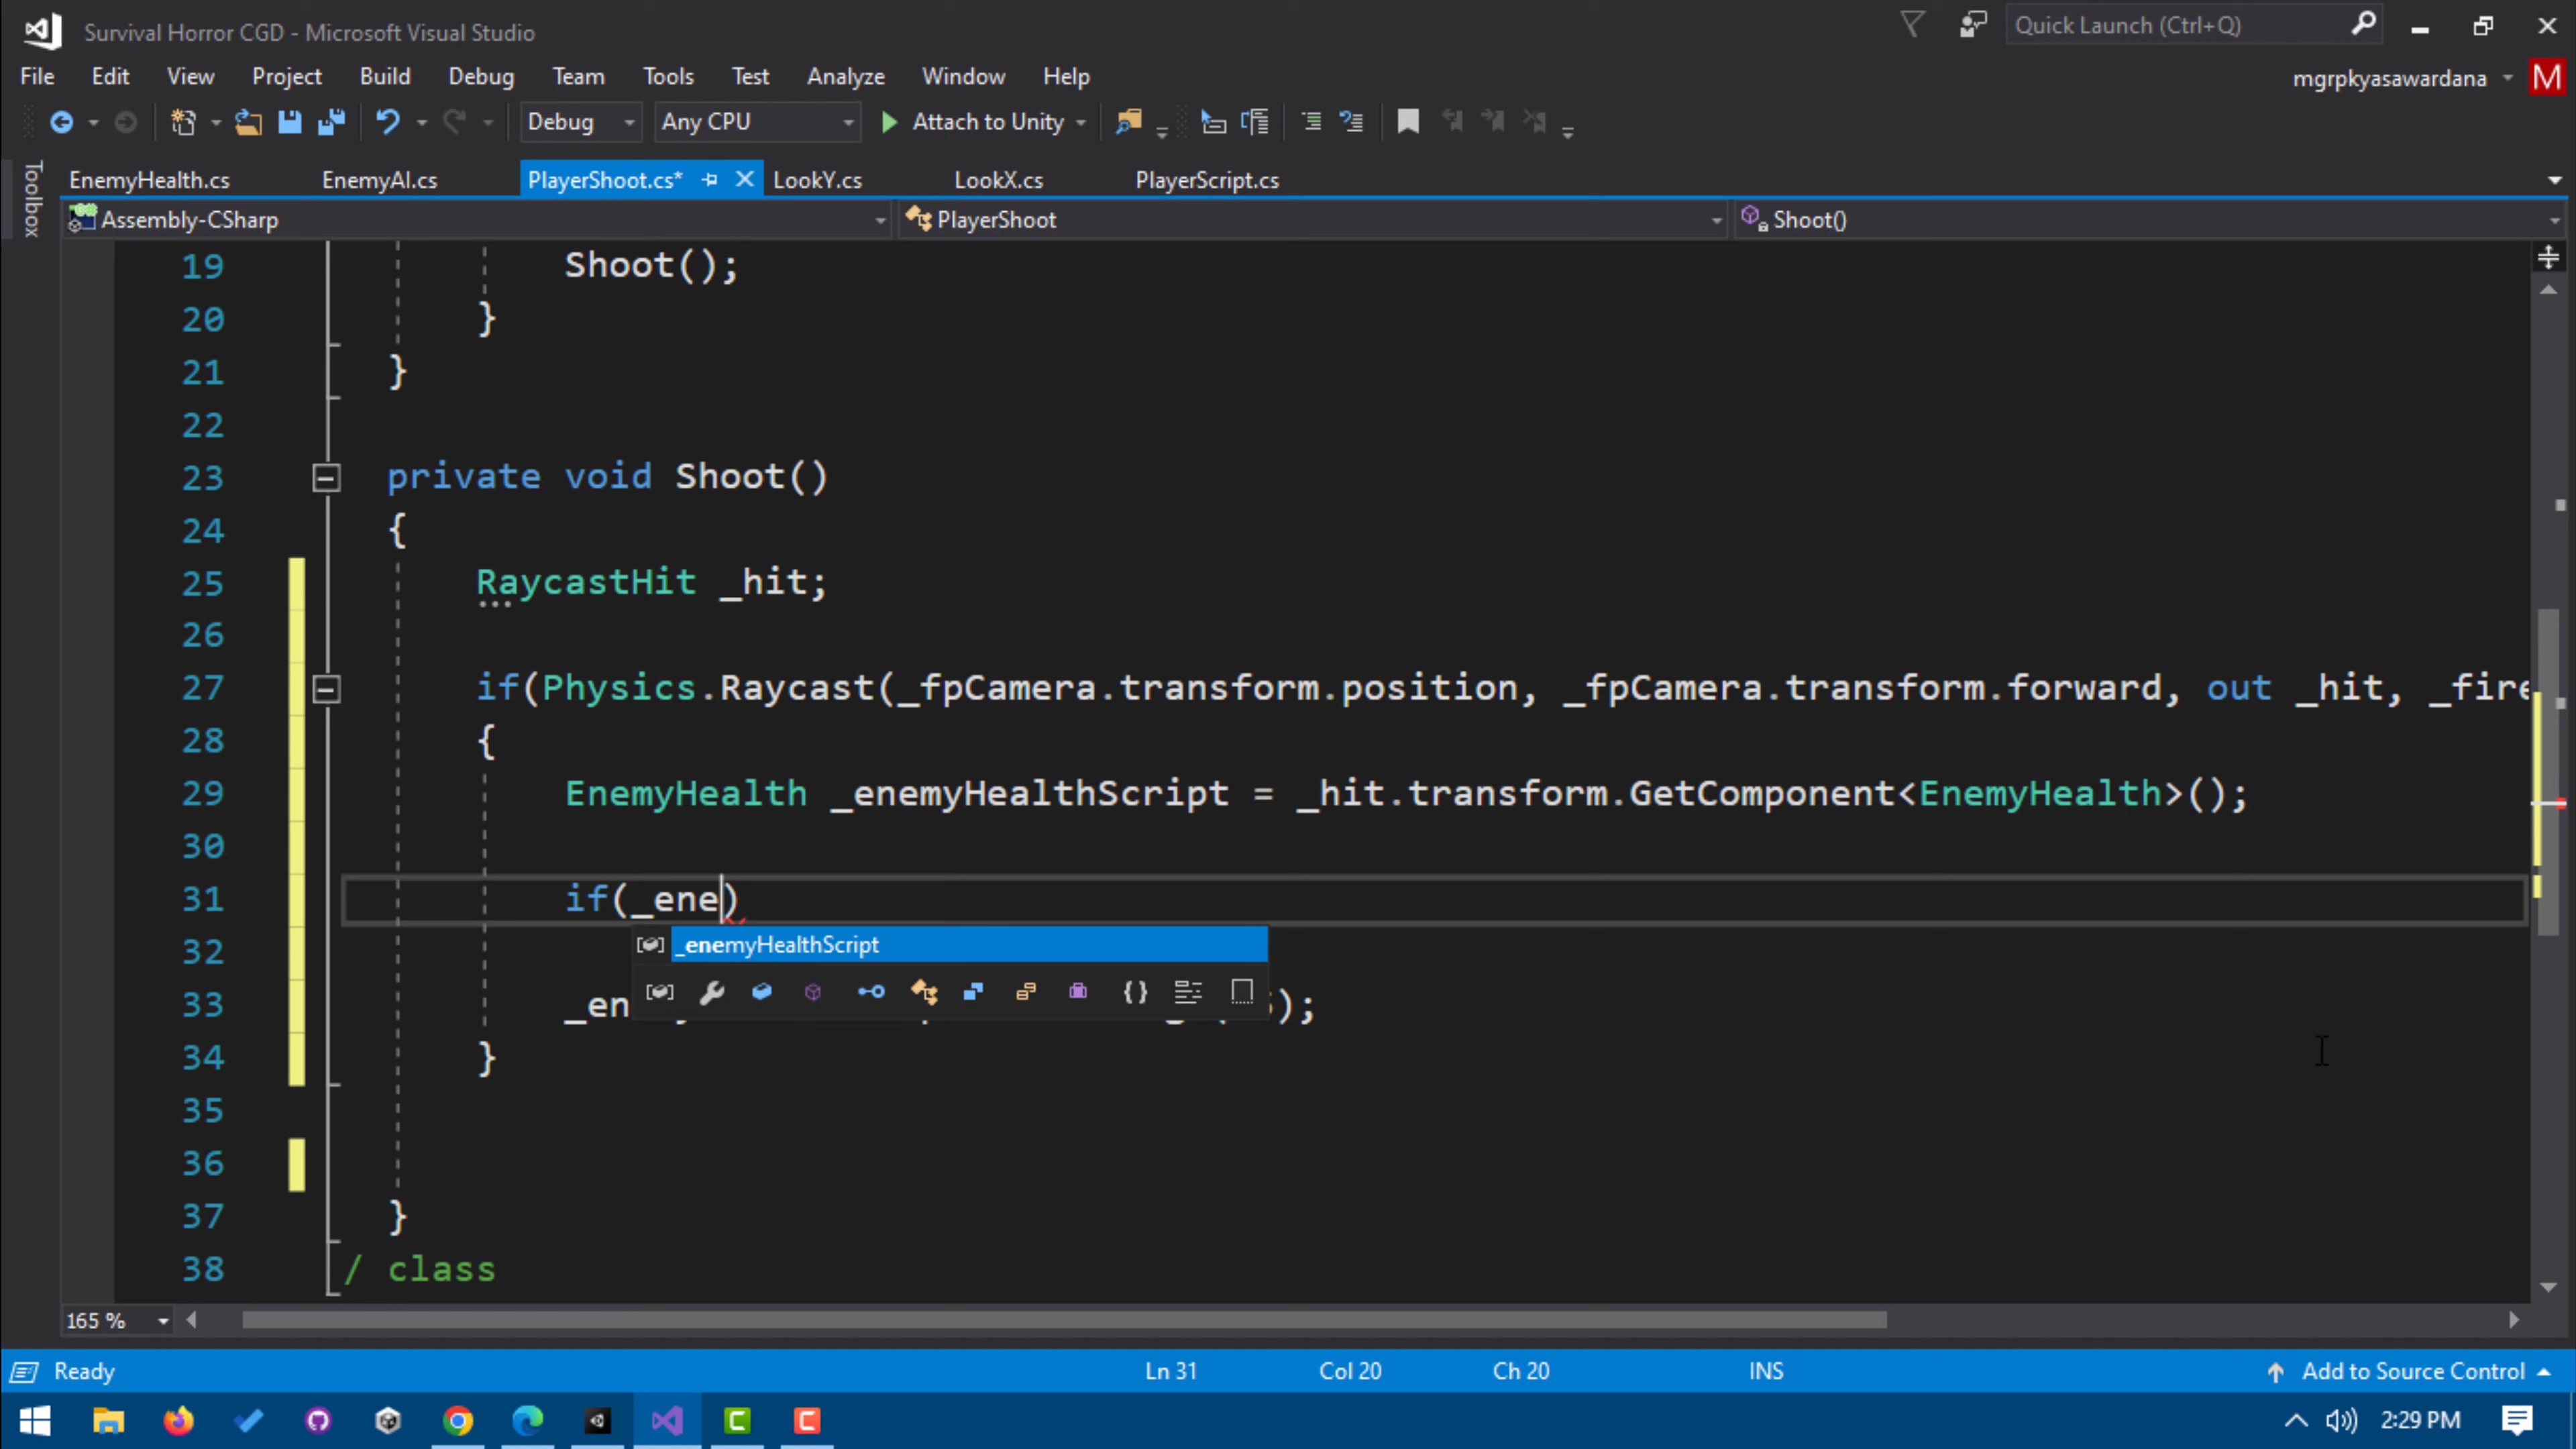 Survival Horror CGD - Microsoft Visual Studio
Quick Launch (Ctrl+Q)
File Edit View Project Build Debug Team Tools Test Analyze Window Help
mgrpkyasawardana M
Debug Any CPU Attach to Unity
Toolbox
EnemyHealth.cs EnemyAI.cs PlayerShoot.cs* LookY.cs LookX.cs PlayerScript.cs
Assembly-CSharp PlayerShoot Shoot()
19 Shoot();
20 }
21 }
22
23 private void Shoot()
24 {
25 RaycastHit _hit;
26
27 if(Physics.Raycast(_fpCamera.transform.position, _fpCamera.transform.forward, out _hit, _fire
28 {
29 EnemyHealth _enemyHealthScript = _hit.transform.GetComponent<EnemyHealth>();
30
31 if(_ene)
_enemyHealthScript
32
33 _en );
34 }
35
36
37 }
38 / class
165 %
Ready Ln 31 Col 20 Ch 20 INS Add to Source Control
2:29 PM